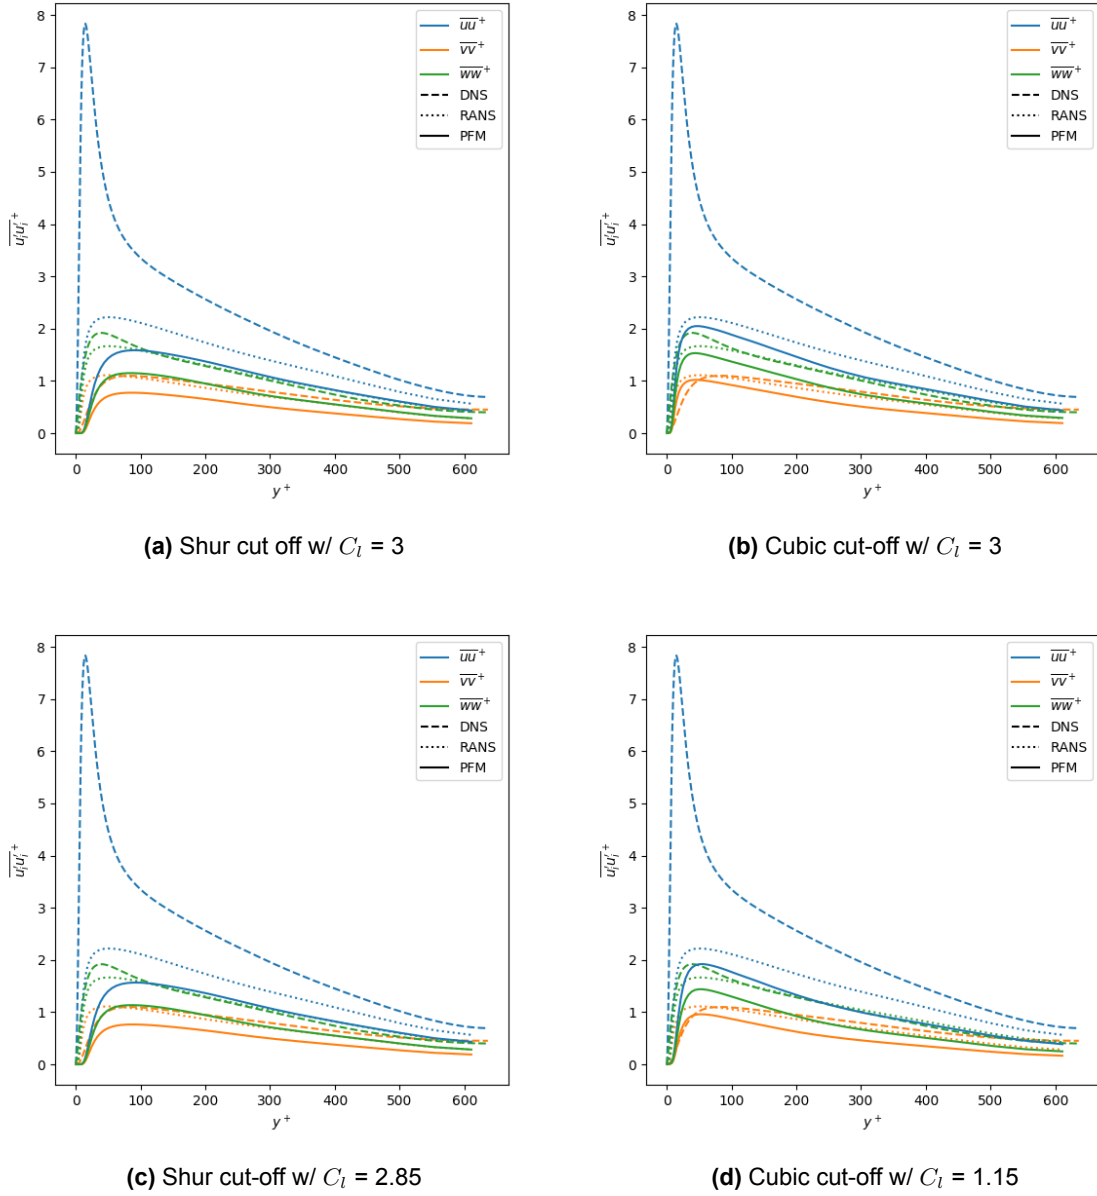 8
7
6
5
4
3
2
1
0
0 100 200 300 400 500 600
y⁺
u′ᵢu′ᵢ⁺
uu⁺
vv⁺
ww⁺
DNS
RANS
PFM
(a) Shur cut off w/ Cₗ = 3
8
7
6
5
4
3
2
1
0
0 100 200 300 400 500 600
y⁺
u′ᵢu′ᵢ⁺
uu⁺
vv⁺
ww⁺
DNS
RANS
PFM
(b) Cubic cut-off w/ Cₗ = 3
8
7
6
5
4
3
2
1
0
0 100 200 300 400 500 600
y⁺
u′ᵢu′ᵢ⁺
uu⁺
vv⁺
ww⁺
DNS
RANS
PFM
(c) Shur cut-off w/ Cₗ = 2.85
8
7
6
5
4
3
2
1
0
0 100 200 300 400 500 600
y⁺
u′ᵢu′ᵢ⁺
uu⁺
vv⁺
ww⁺
DNS
RANS
PFM
(d) Cubic cut-off w/ Cₗ = 1.15